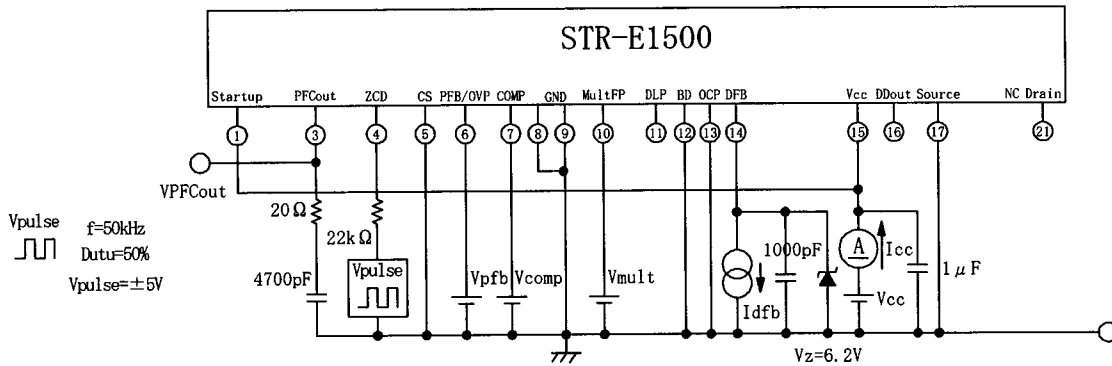 STR-E1500
Startup PFCout ZCD CS PFB/OVP COMP GND MultFP DLP BD OCP DFB Vcc DDout Source NC Drain
1 3 4 5 6 7 8 9 10 11 12 13 14 15 16 17 21
VPFCout
Vpulse f=50kHz
Dutu=50%
Vpulse=±5V
20Ω
22kΩ
4700pF
Vpulse
Vpfb
Vcomp
Vmult
Idfb
1000pF
Vz=6.2V
A
Icc
Vcc
1μF